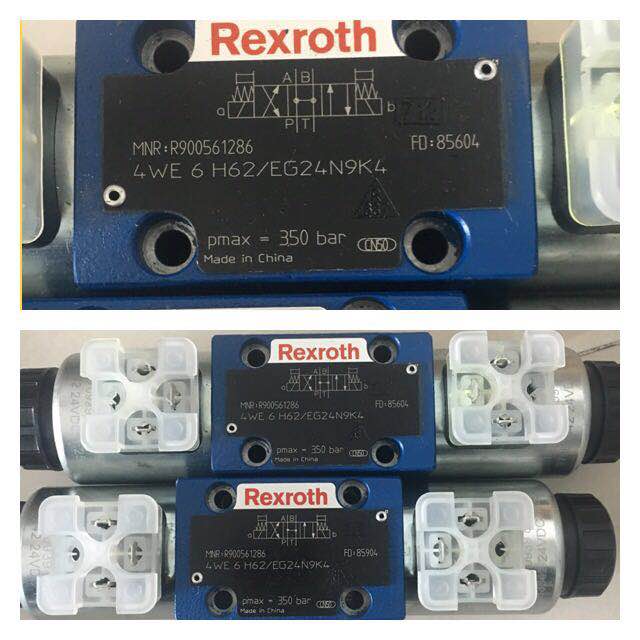 Rexroth
A B
a b
P T
MNR:R900561286 FD:85604
4WE 6 H62/EG24N9K4
pmax = 350 bar CN50
Made in China
Rexroth
A B
a b
P T
MNR:R900561286 FD:85604
4WE 6 H62/EG24N9K4
pmax = 350 bar CN50
Made in China
Rexroth
A B
a b
P T
MNR:R900561286 FD:85904
4WE 6 H62/EG24N9K4
pmax = 350 bar CN50
Made in China